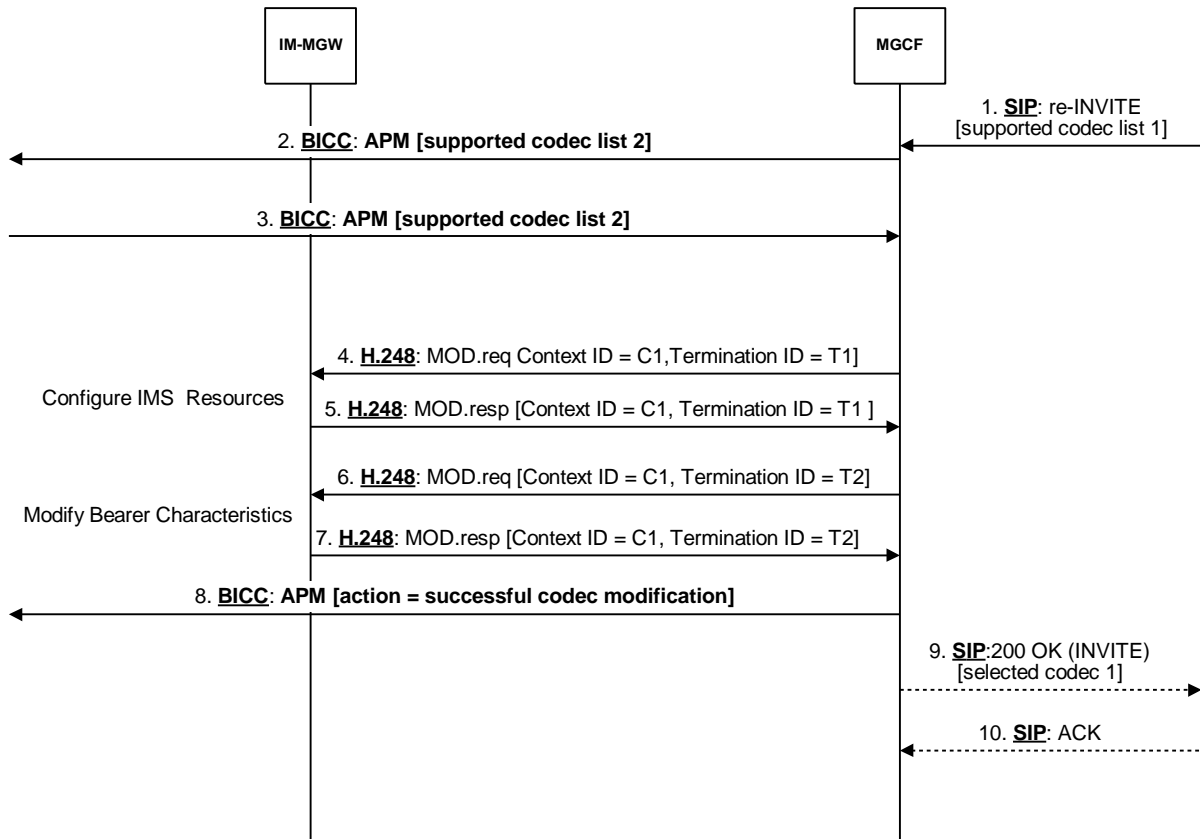 IM-MGW
MGCF
1. SIP: re-INVITE
[supported codec list 1]
2. BICC: APM [supported codec list 2]
3. BICC: APM [supported codec list 2]
4. H.248: MOD.req Context ID = C1,Termination ID = T1]
Configure IMS Resources
5. H.248: MOD.resp [Context ID = C1, Termination ID = T1 ]
6. H.248: MOD.req [Context ID = C1, Termination ID = T2]
Modify Bearer Characteristics
7. H.248: MOD.resp [Context ID = C1, Termination ID = T2]
8. BICC: APM [action = successful codec modification]
9. SIP:200 OK (INVITE)
[selected codec 1]
10. SIP: ACK